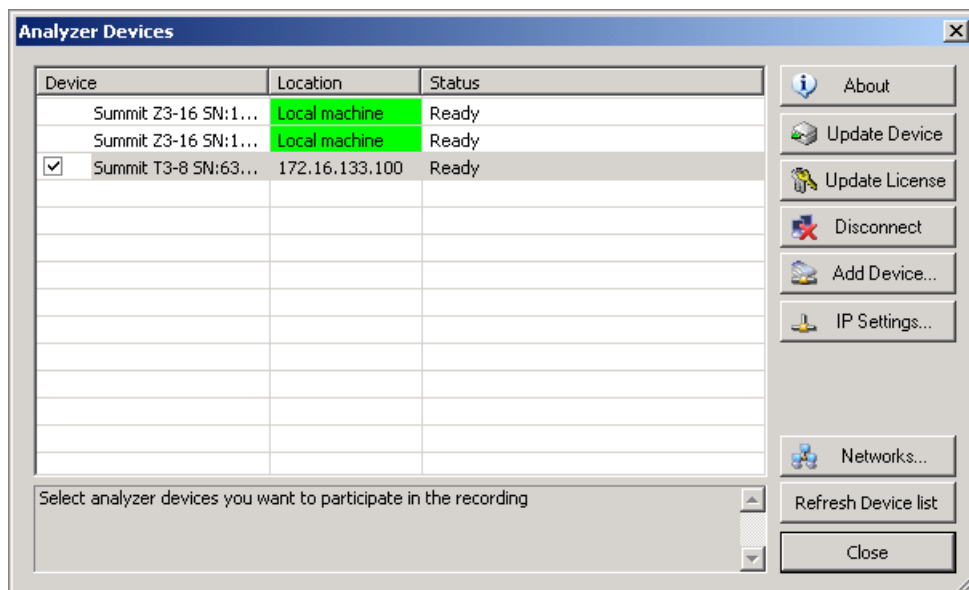 Analyzer Devices
Device Location Status
Summit Z3-16 SN:1... Local machine Ready
Summit Z3-16 SN:1... Local machine Ready
Summit T3-8 SN:63... 172.16.133.100 Ready
Select analyzer devices you want to participate in the recording
About
Update Device
Update License
Disconnect
Add Device...
IP Settings...
Networks...
Refresh Device list
Close